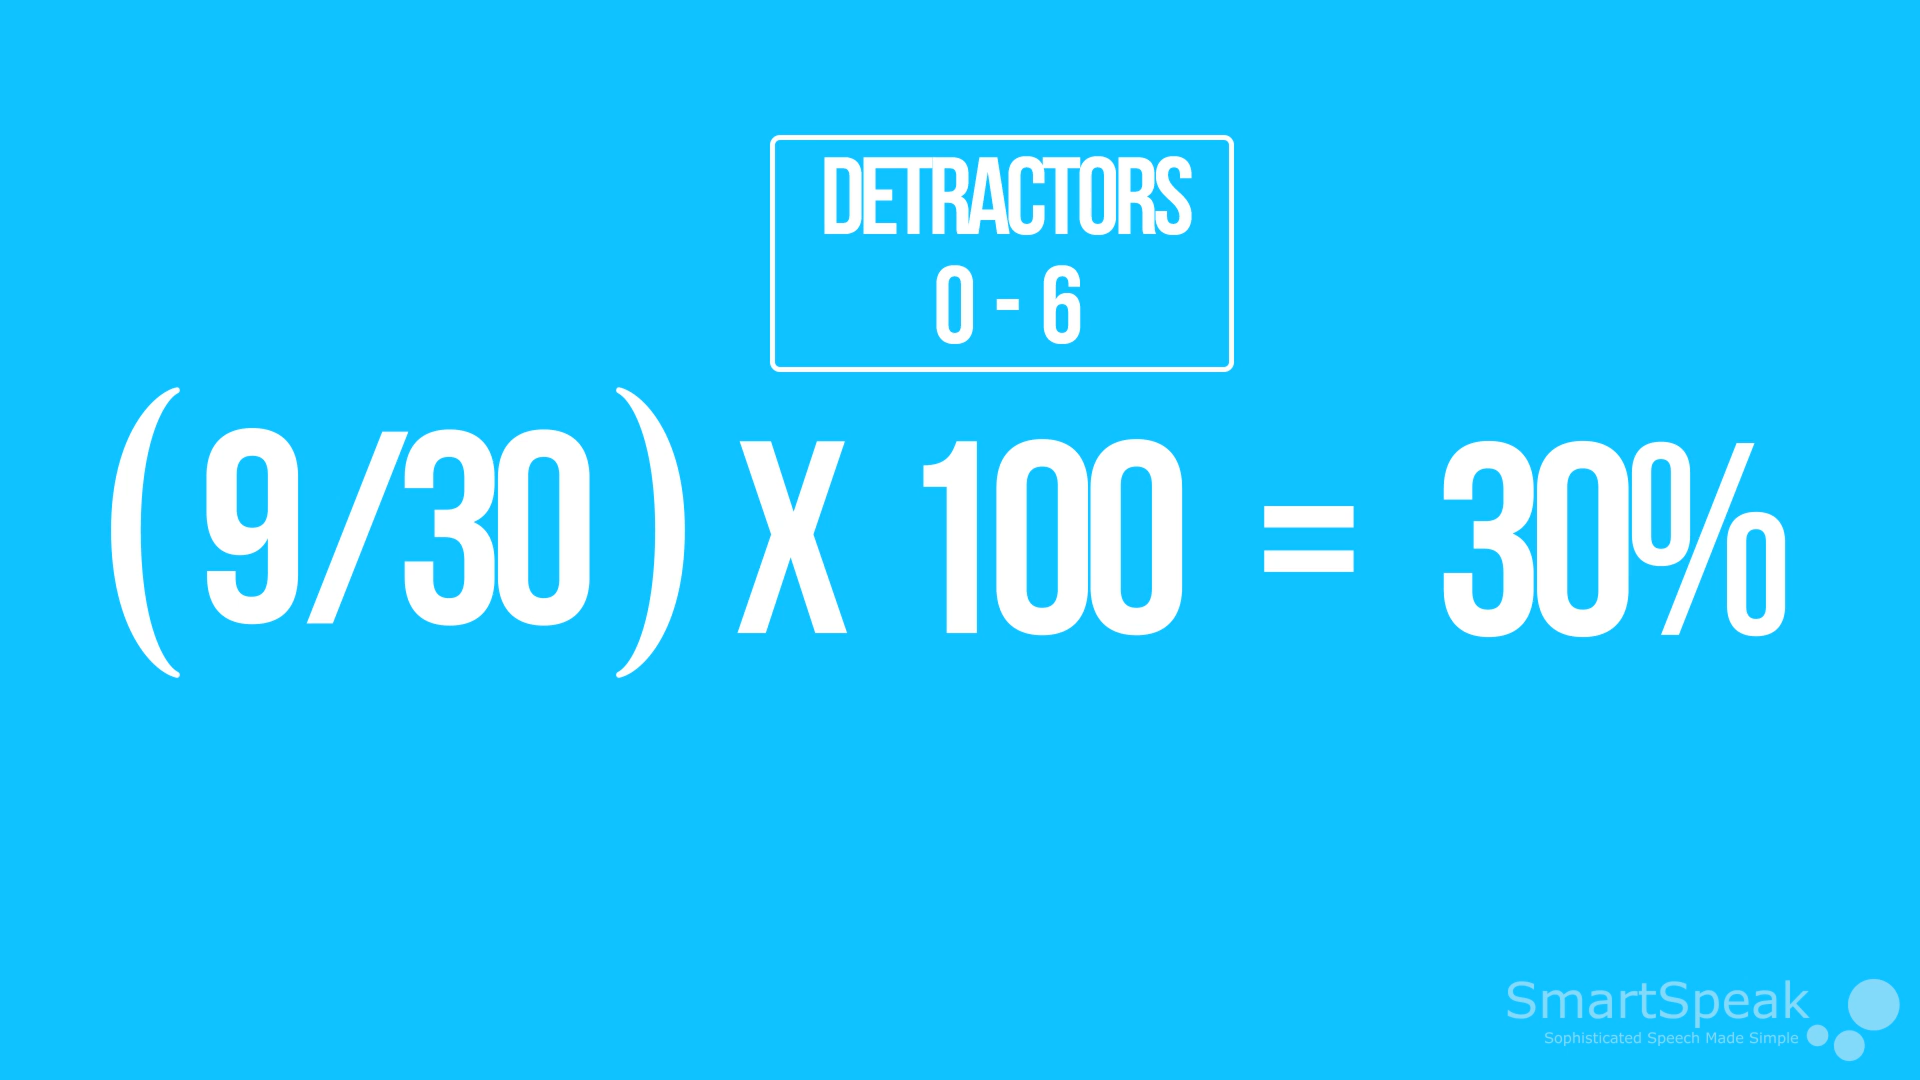 DETRACTORS
0 - 6
(9/30) X 100 = 30%
SmartSpeak
Sophisticated Speech Made Simple